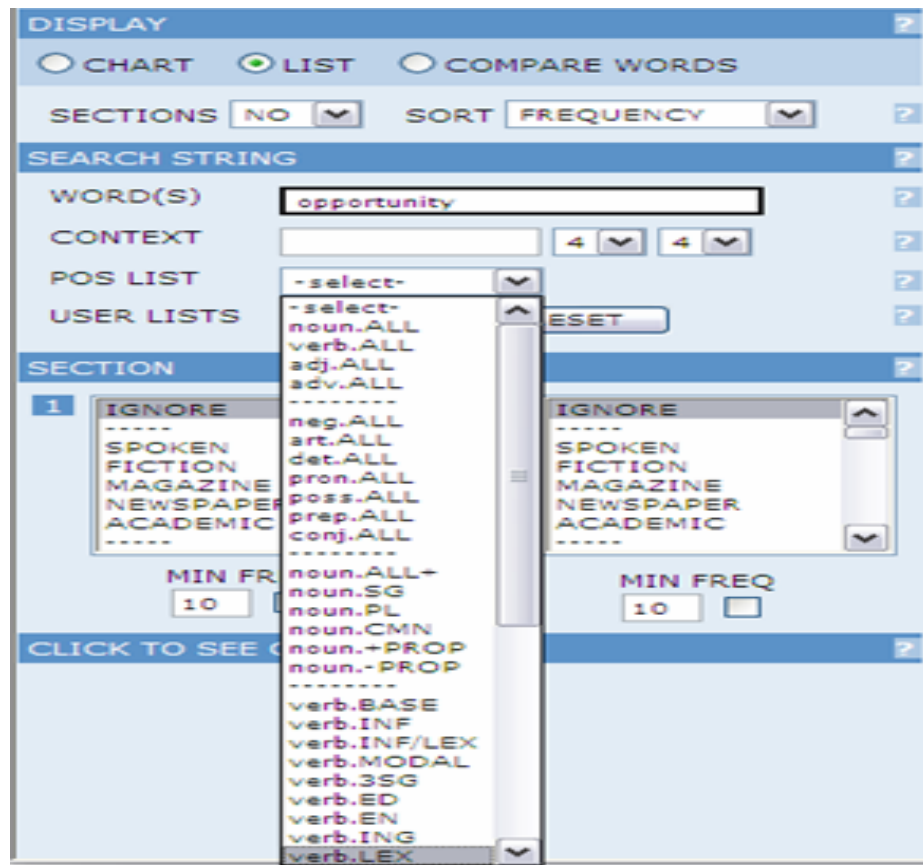 DISPLAY ?
CHART LIST COMPARE WORDS
SECTIONS NO SORT FREQUENCY ?
SEARCH STRING ?
WORD(S) opportunity ?
CONTEXT 4 4 ?
POS LIST -select- ?
USER LISTS ESET ?
-select-
noun.ALL
verb.ALL
adj.ALL
adv.ALL
--------
neg.ALL
art.ALL
det.ALL
pron.ALL
poss.ALL
prep.ALL
conj.ALL
--------
noun.ALL+
noun.SG
noun.PL
noun.CMN
noun.+PROP
noun.-PROP
--------
verb.BASE
verb.INF
verb.INF/LEX
verb.MODAL
verb.3SG
verb.ED
verb.EN
verb.ING
verb.LEX
SECTION ?
1 IGNORE
-----
SPOKEN
FICTION
MAGAZINE
NEWSPAPER
ACADEMIC
-----
MIN FR
10
IGNORE
-----
SPOKEN
FICTION
MAGAZINE
NEWSPAPER
ACADEMIC
-----
MIN FREQ
10
CLICK TO SEE ?